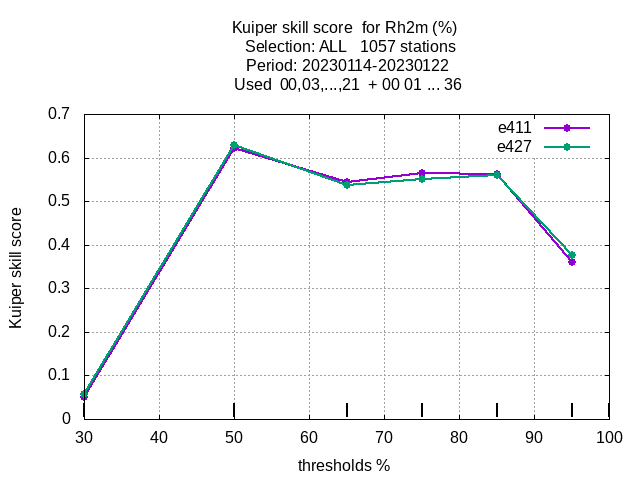 Kuiper skill score  for Rh2m (%)
Selection: ALL   1057 stations
Period: 20230114-20230122
Used  00,03,...,21  + 00 01 ... 36
0.7
0.6
0.5
0.4
0.3
0.2
0.1
0
Kuiper skill score
e411
e427
30 40 50 60 70 80 90 100
thresholds %